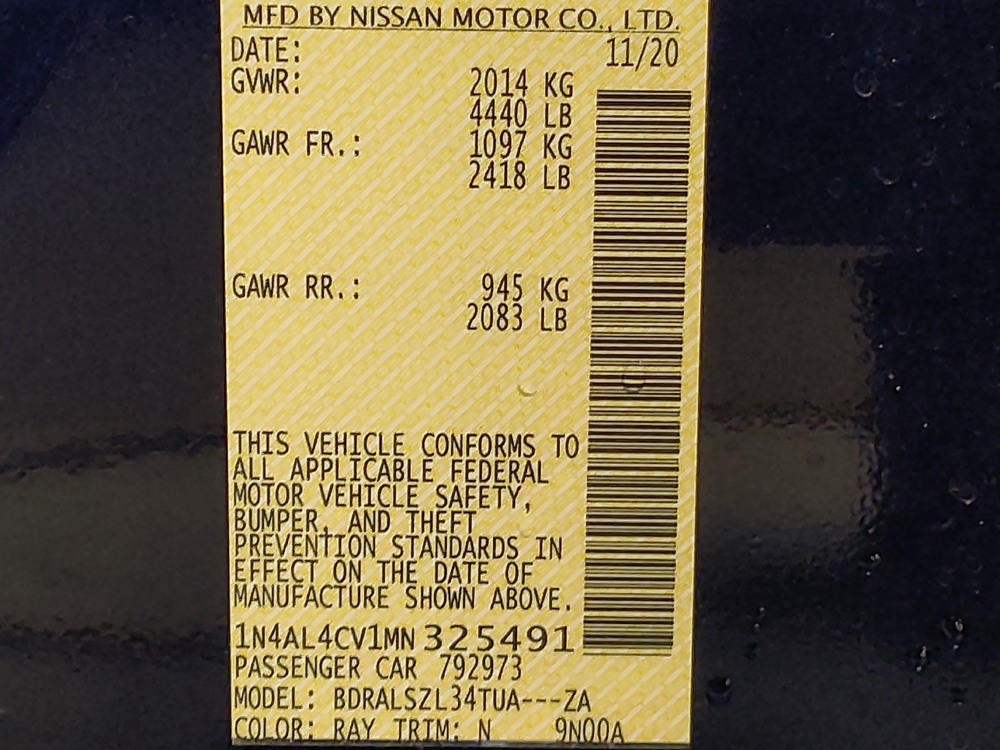 MFD BY NISSAN MOTOR CO., LTD.
DATE: 11/20
GVWR: 2014 KG
4440 LB
GAWR FR.: 1097 KG
2418 LB
GAWR RR.: 945 KG
2083 LB
THIS VEHICLE CONFORMS TO
ALL APPLICABLE FEDERAL
MOTOR VEHICLE SAFETY,
BUMPER, AND THEFT
PREVENTION STANDARDS IN
EFFECT ON THE DATE OF
MANUFACTURE SHOWN ABOVE.
1N4AL4CV1MN325491
PASSENGER CAR 792973
MODEL: BDRALSZL34TUA---ZA
COLOR: RAY TRIM: N 9N00A